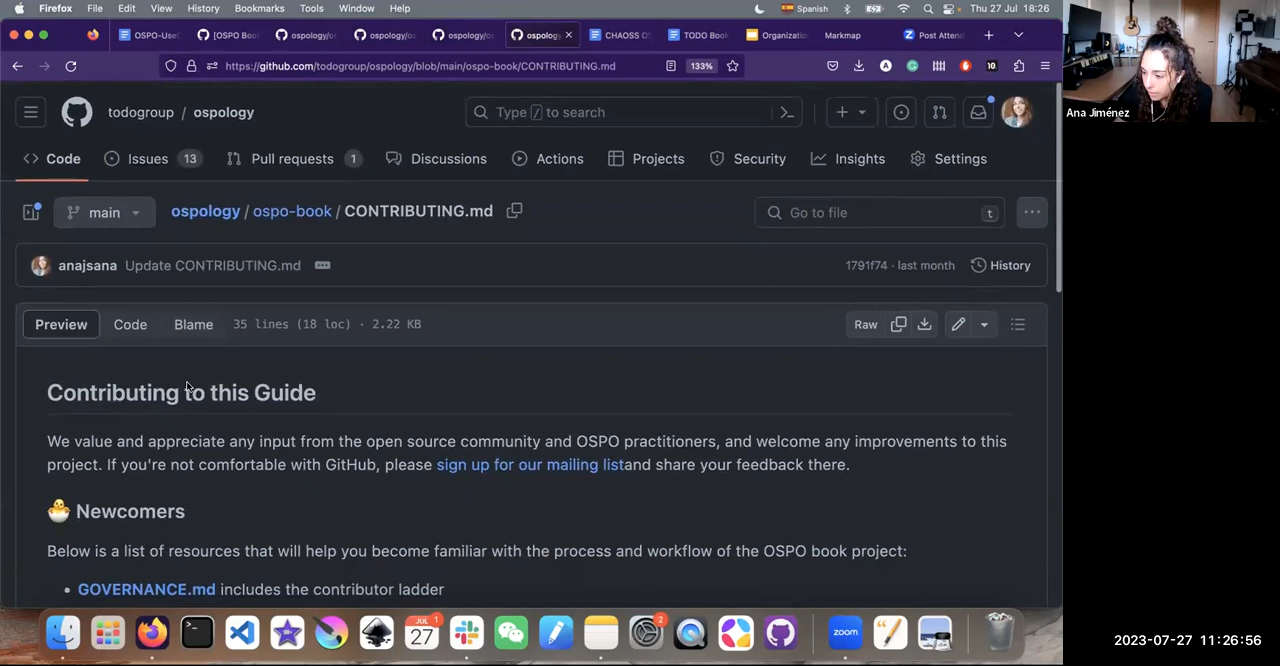 Firefox File Edit View History Bookmarks Tools Window Help Spanish Thu 27 Jul 18:26
OSPO-Use [OSPO Boo ospology/o ospology/o ospology/o ospology CHAOSS O TODO Book Organizatio Markmap Post Attend
https://github.com/todogroup/ospology/blob/main/ospo-book/CONTRIBUTING.md 133%
Ana Jiménez
todogroup / ospology Type / to search
Code Issues 13 Pull requests 1 Discussions Actions Projects Security Insights Settings
main ospology / ospo-book / CONTRIBUTING.md Go to file t
anajsana Update CONTRIBUTING.md 1791f74 · last month History
Preview Code Blame 35 lines (18 loc) · 2.22 KB Raw
Contributing to this Guide
We value and appreciate any input from the open source community and OSPO practitioners, and welcome any improvements to this
project. If you're not comfortable with GitHub, please sign up for our mailing listand share your feedback there.
🐣 Newcomers
Below is a list of resources that will help you become familiar with the process and workflow of the OSPO book project:
• GOVERNANCE.md includes the contributor ladder
JUL 27 1 2 zoom
2023-07-27 11:26:56